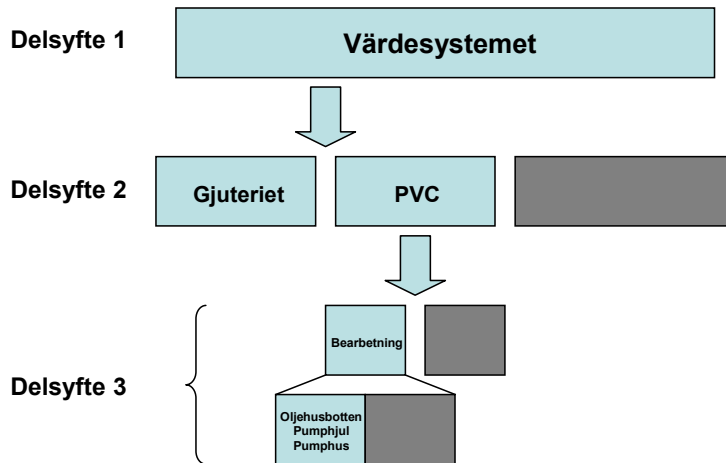 Delsyfte 1
Värdesystemet
Delsyfte 2
Gjuteriet
PVC
Bearbetning
Delsyfte 3
Oljehusbotten
Pumphjul
Pumphus